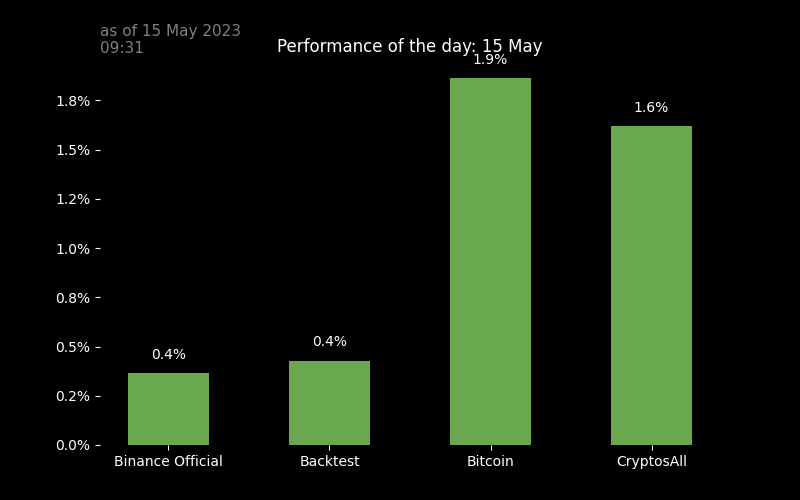 as of 15 May 2023
09:31
Performance of the day: 15 May
1.9%
1.8%
1.6%
1.5%
1.2%
1.0%
0.8%
0.5%
0.4%
0.4%
0.2%
0.0%
Binance Official
Backtest
Bitcoin
CryptosAll